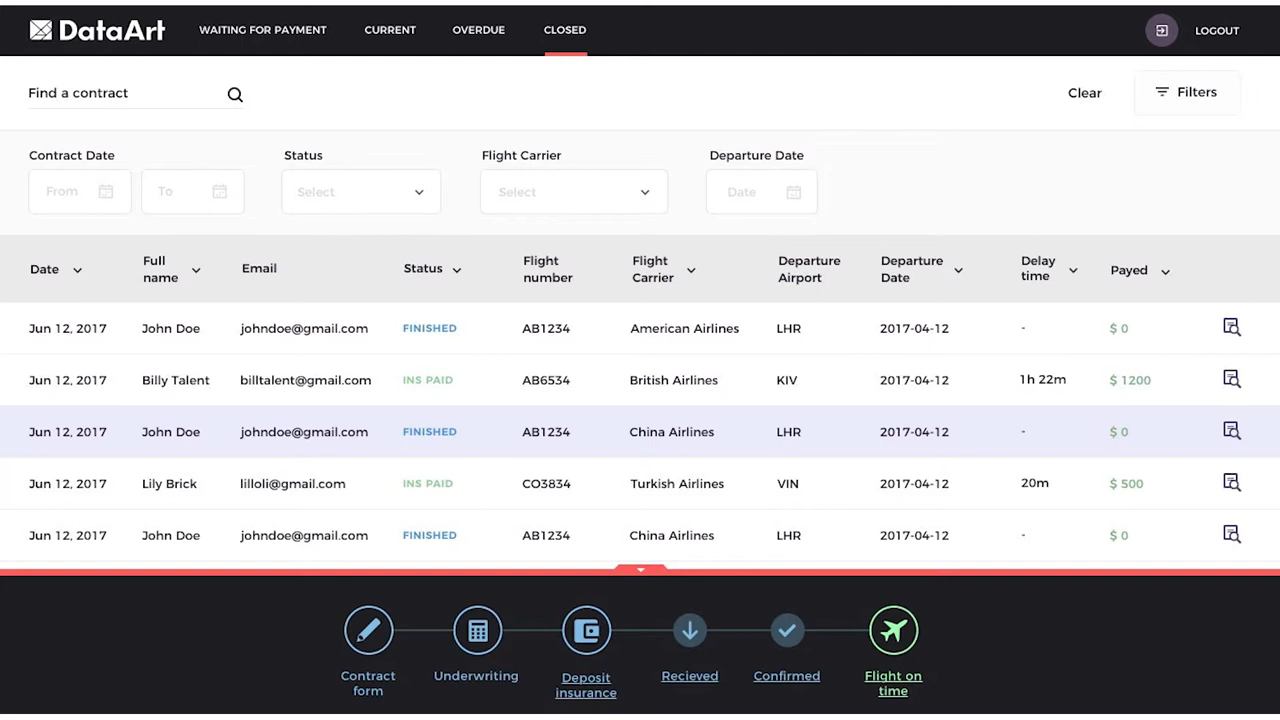 DataArt WAITING FOR PAYMENT CURRENT OVERDUE CLOSED LOGOUT
Find a contract Clear Filters
Contract Date Status Flight Carrier Departure Date
From To Select Select Date
Date Full name Email Status Flight number Flight Carrier Departure Airport Departure Date Delay time Payed
Jun 12, 2017 John Doe johndoe@gmail.com FINISHED AB1234 American Airlines LHR 2017-04-12 - $ 0
Jun 12, 2017 Billy Talent billtalent@gmail.com INS PAID AB6534 British Airlines KIV 2017-04-12 1h 22m $ 1200
Jun 12, 2017 John Doe johndoe@gmail.com FINISHED AB1234 China Airlines LHR 2017-04-12 - $ 0
Jun 12, 2017 Lily Brick lilloli@gmail.com INS PAID CO3834 Turkish Airlines VIN 2017-04-12 20m $ 500
Jun 12, 2017 John Doe johndoe@gmail.com FINISHED AB1234 China Airlines LHR 2017-04-12 - $ 0
Contract form Underwriting Deposit insurance Recieved Confirmed Flight on time